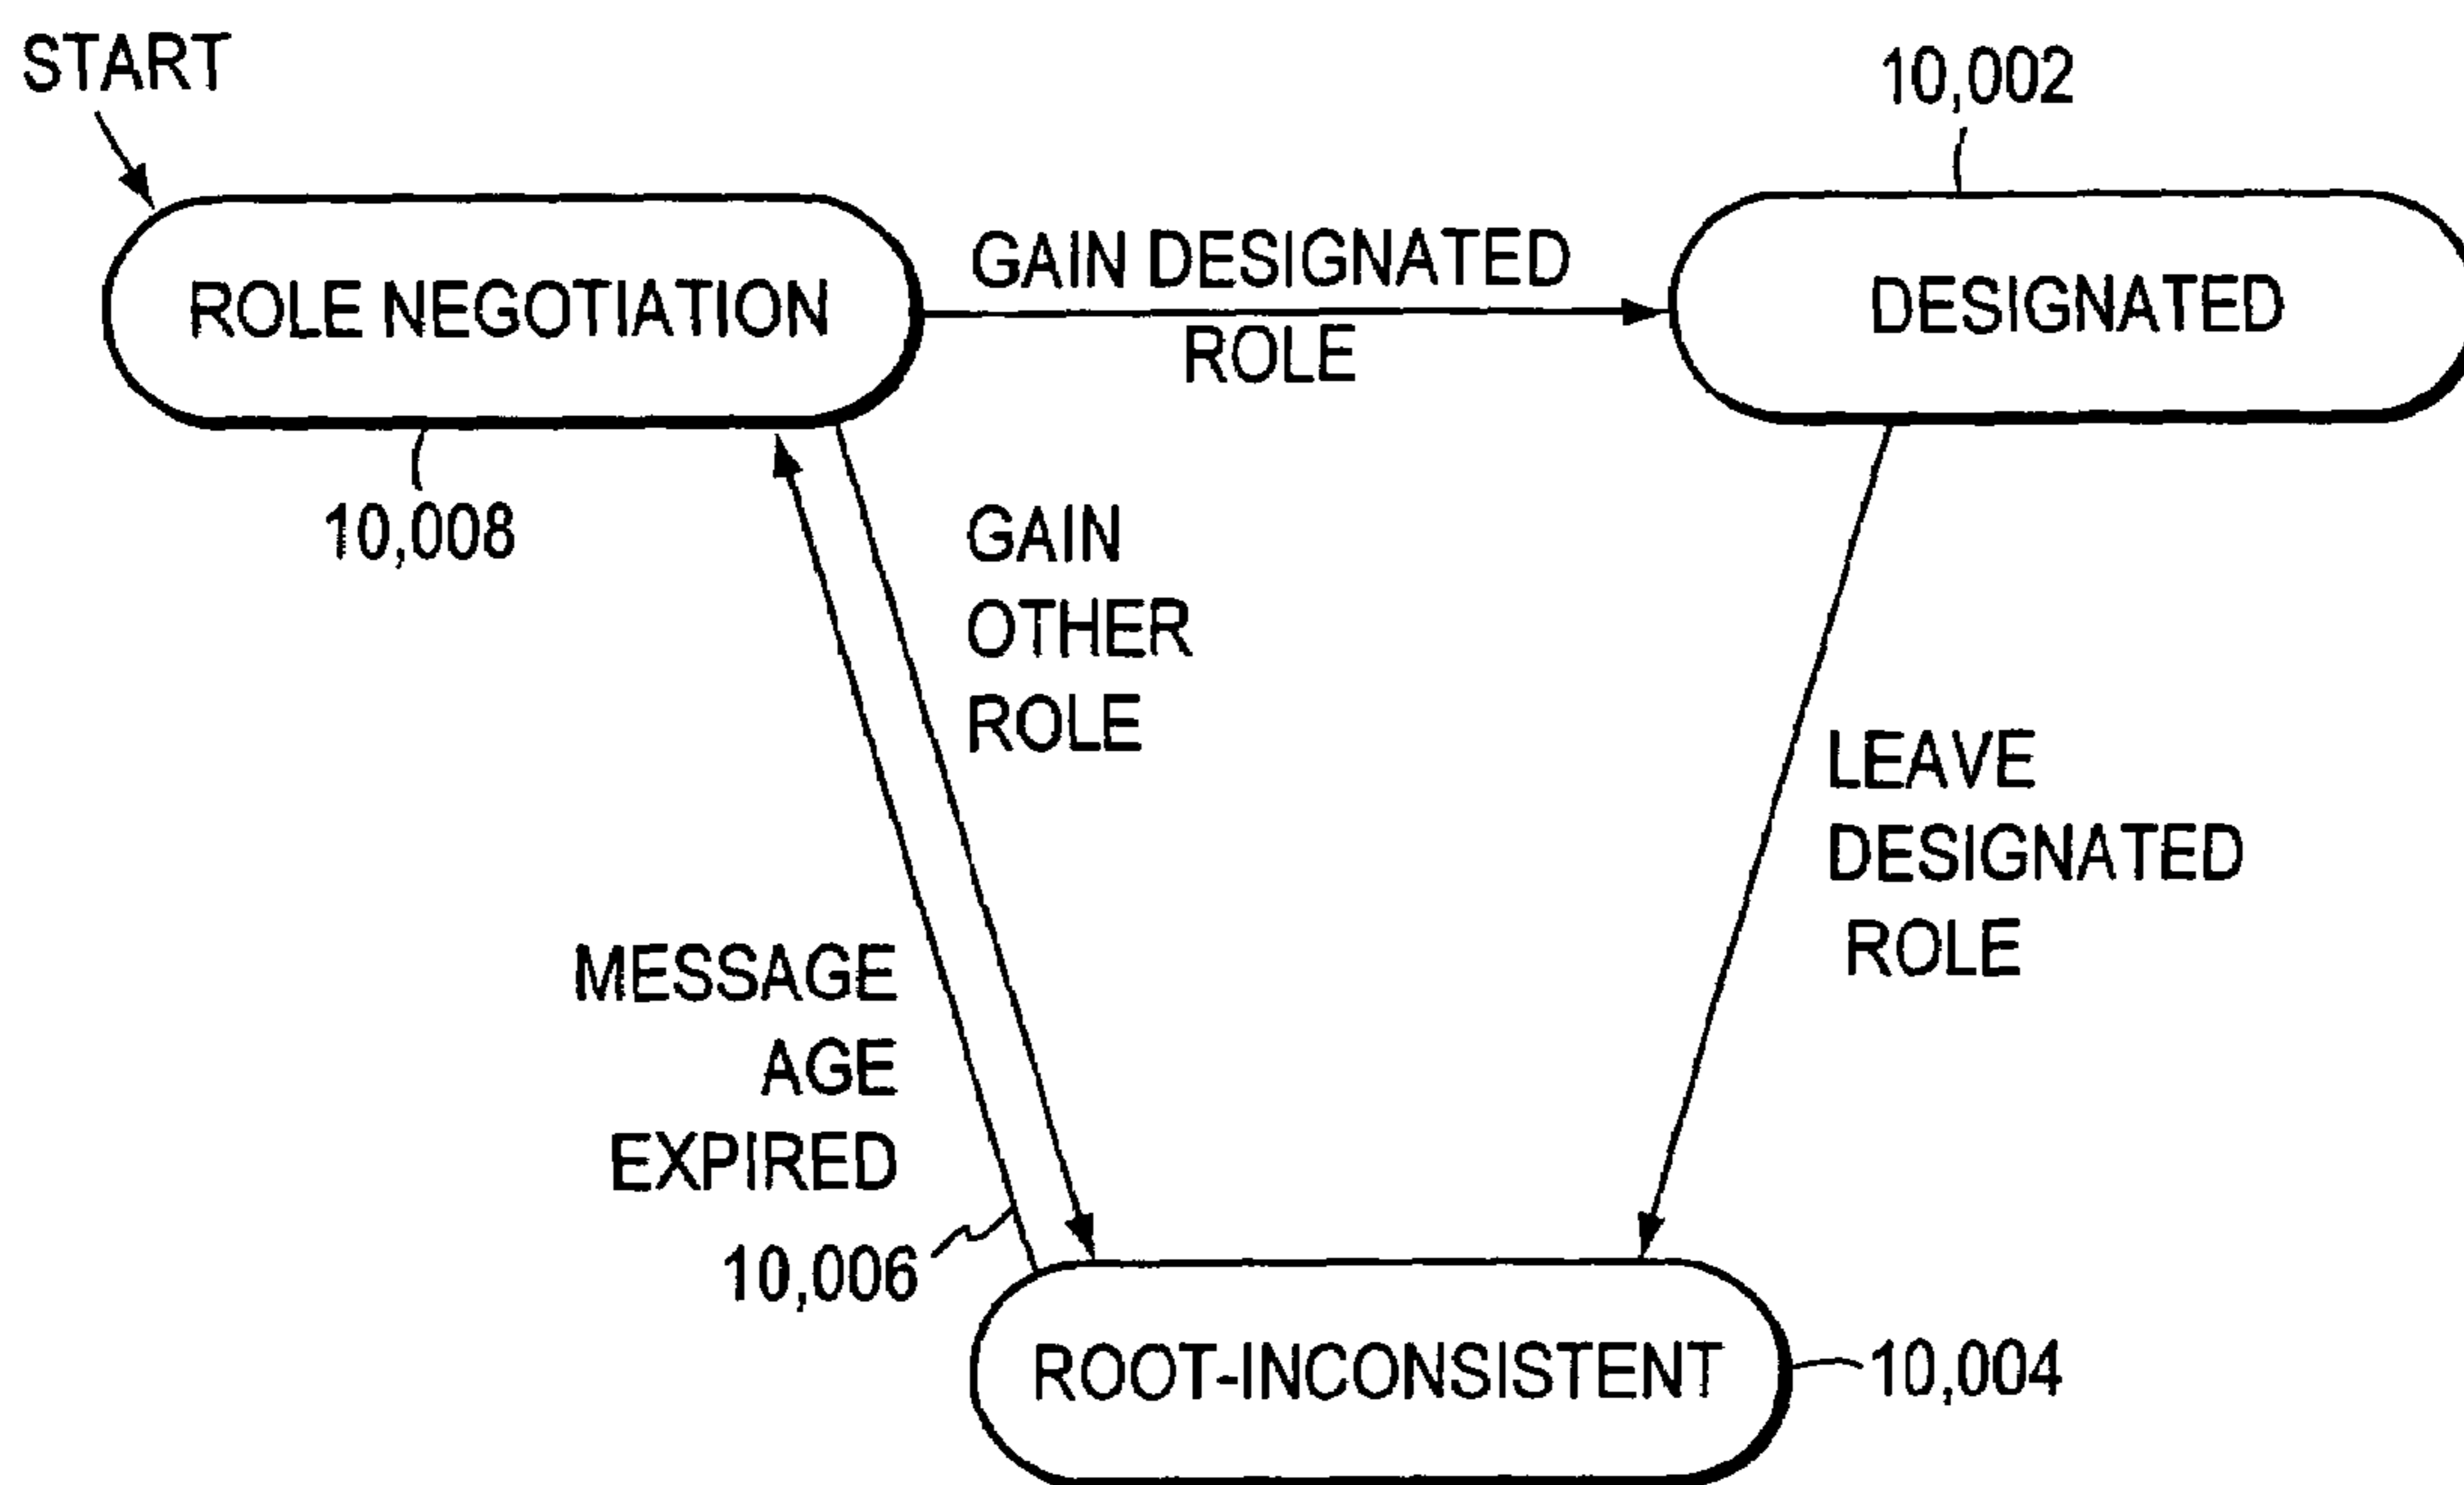 START
10,002
ROLE NEGOTIATION
GAIN DESIGNATED
ROLE
DESIGNATED
10,008
GAIN
OTHER
ROLE
LEAVE
DESIGNATED
ROLE
MESSAGE
AGE
EXPIRED
10,006
ROOT-INCONSISTENT
10,004